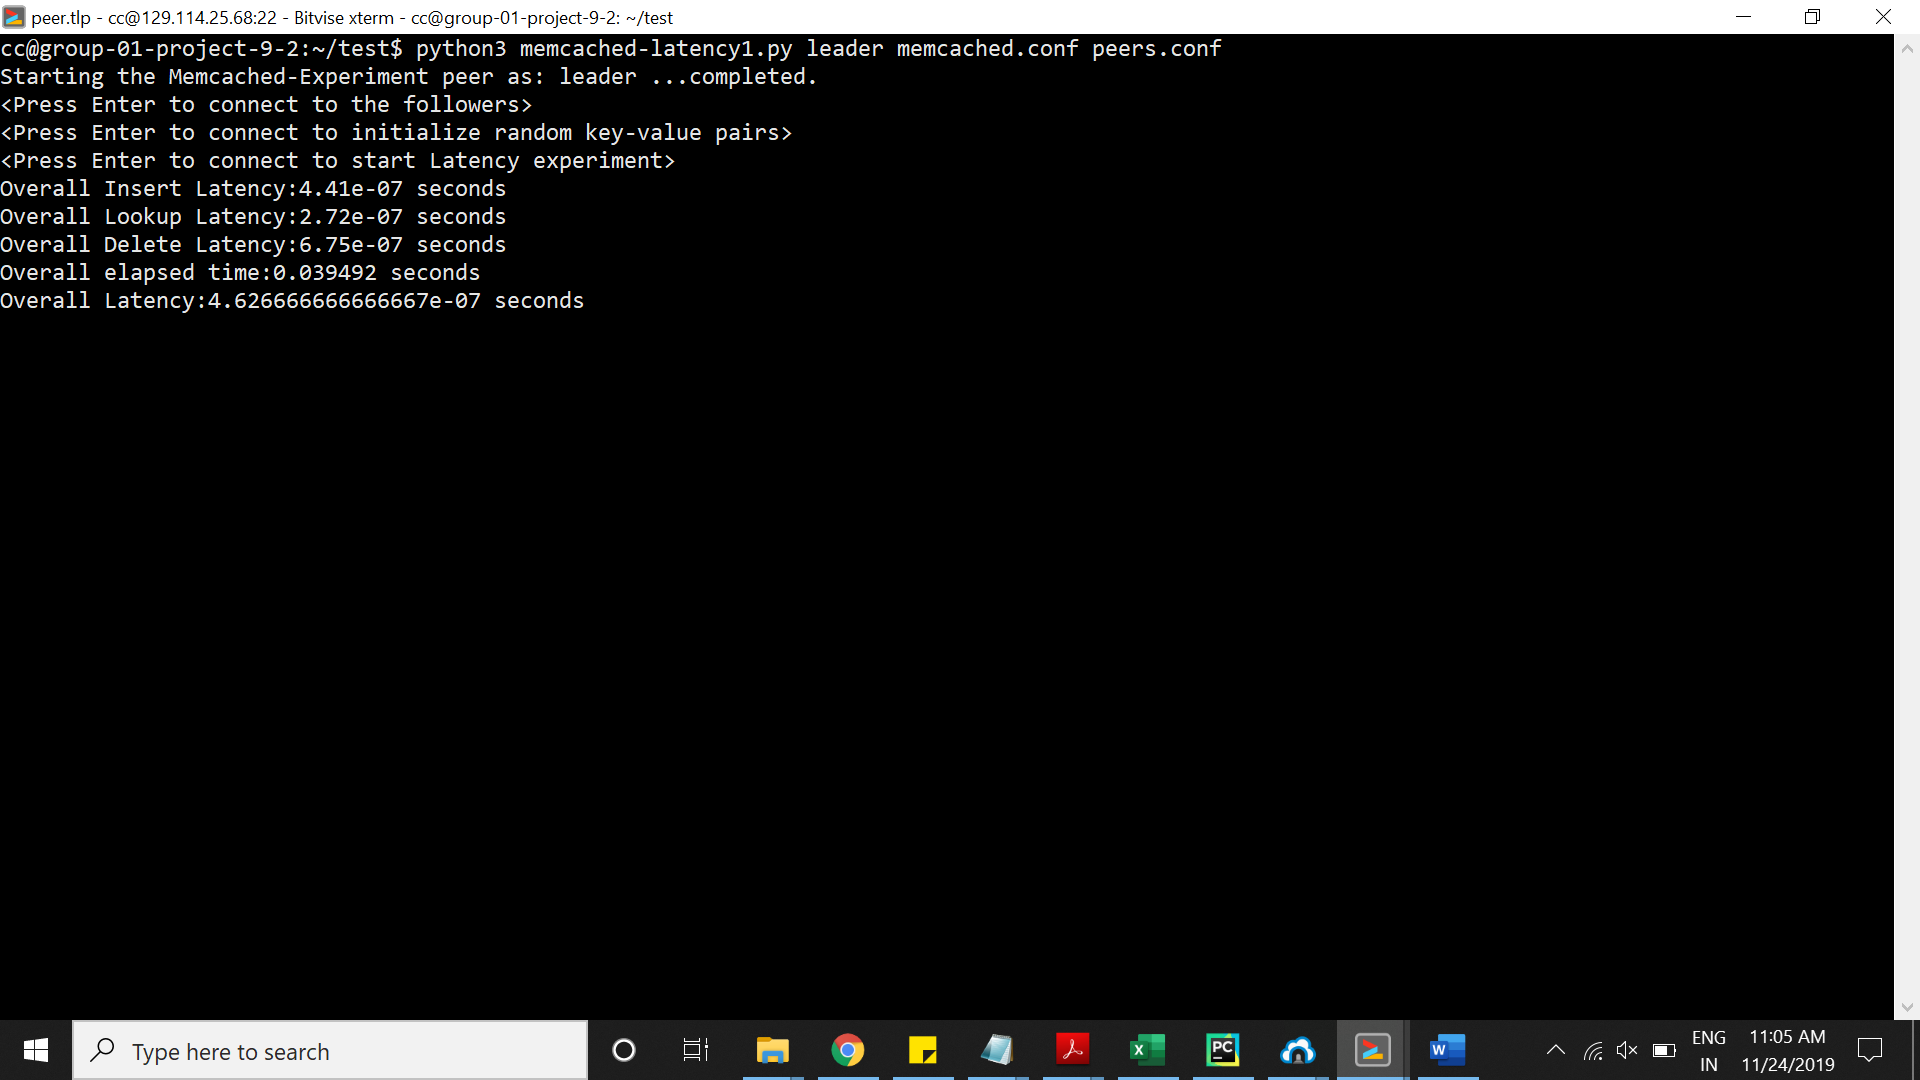 peer.tlp - cc@129.114.25.68:22 - Bitvise xterm - cc@group-01-project-9-2: ~/test
cc@group-01-project-9-2:~/test$ python3 memcached-latency1.py leader memcached.conf peers.conf
Starting the Memcached-Experiment peer as: leader ...completed.
<Press Enter to connect to the followers>
<Press Enter to connect to initialize random key-value pairs>
<Press Enter to connect to start Latency experiment>
Overall Insert Latency:4.41e-07 seconds
Overall Lookup Latency:2.72e-07 seconds
Overall Delete Latency:6.75e-07 seconds
Overall elapsed time:0.039492 seconds
Overall Latency:4.626666666666667e-07 seconds
Type here to search
X
PC
W
ENG
IN
11:05 AM
11/24/2019